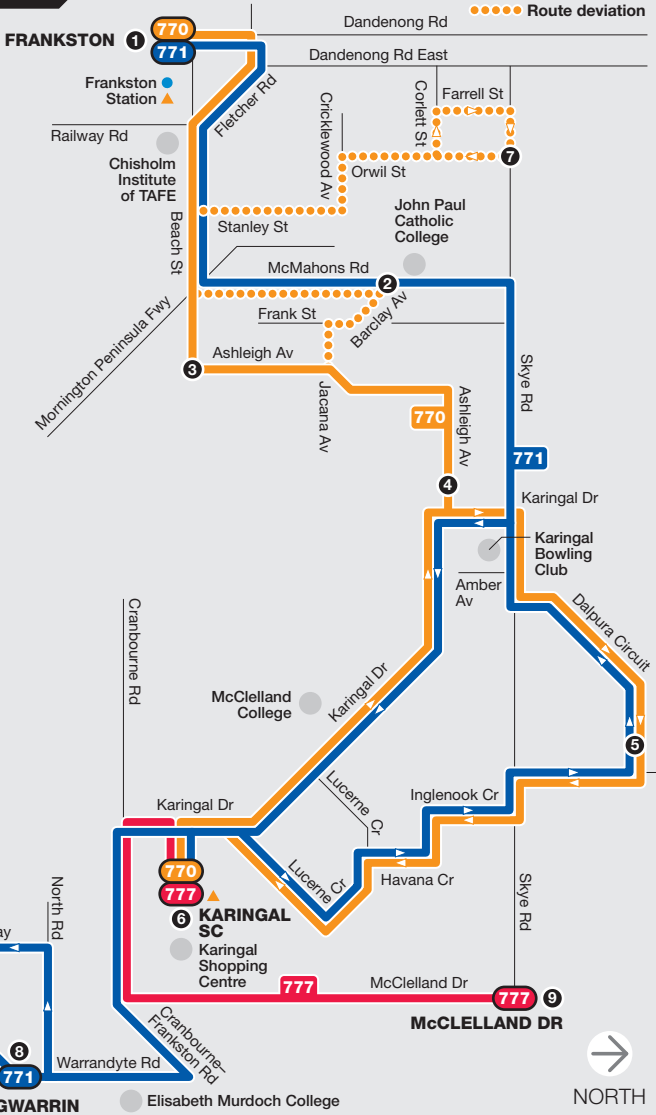 Route deviation
Dandenong Rd
FRANKSTON
1
770
771
Dandenong Rd East
Frankston
Station
Fletcher Rd
Cricklewood Av
Corlett St
Farrell St
Railway Rd
Chisholm
Institute
of TAFE
7
Orwil St
John Paul
Catholic
College
Beach St
Stanley St
McMahons Rd
2
Mornington Peninsula Fwy
Frank St
Barclay Av
3
Ashleigh Av
Jacana Av
Skye Rd
770
Ashleigh Av
771
4
Karingal Dr
Karingal
Bowling
Club
Amber
Av
Dalpura Circuit
Cranbourne Rd
McClelland
College
Karingal Dr
5
Lucerne Cr
Inglenook Cr
Karingal Dr
Lucerne Cr
Havana Cr
770
777
6
KARINGAL
SC
Karingal
Shopping
Centre
North Rd
Skye Rd
ay
777
McClelland Dr
777
9
McCLELLAND DR
Cranbourne–
Frankston Rd
8
771
Warrandyte Rd
GWARRIN
Elisabeth Murdoch College
NORTH